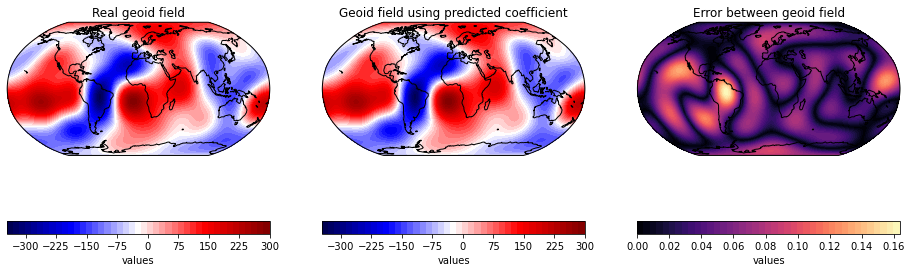 Real geoid field
Geoid field using predicted coefficient
Error between geoid field
−300 −225 −150 −75 0 75 150 225 300
values
−300 −225 −150 −75 0 75 150 225 300
values
0.00 0.02 0.04 0.06 0.08 0.10 0.12 0.14 0.16
values